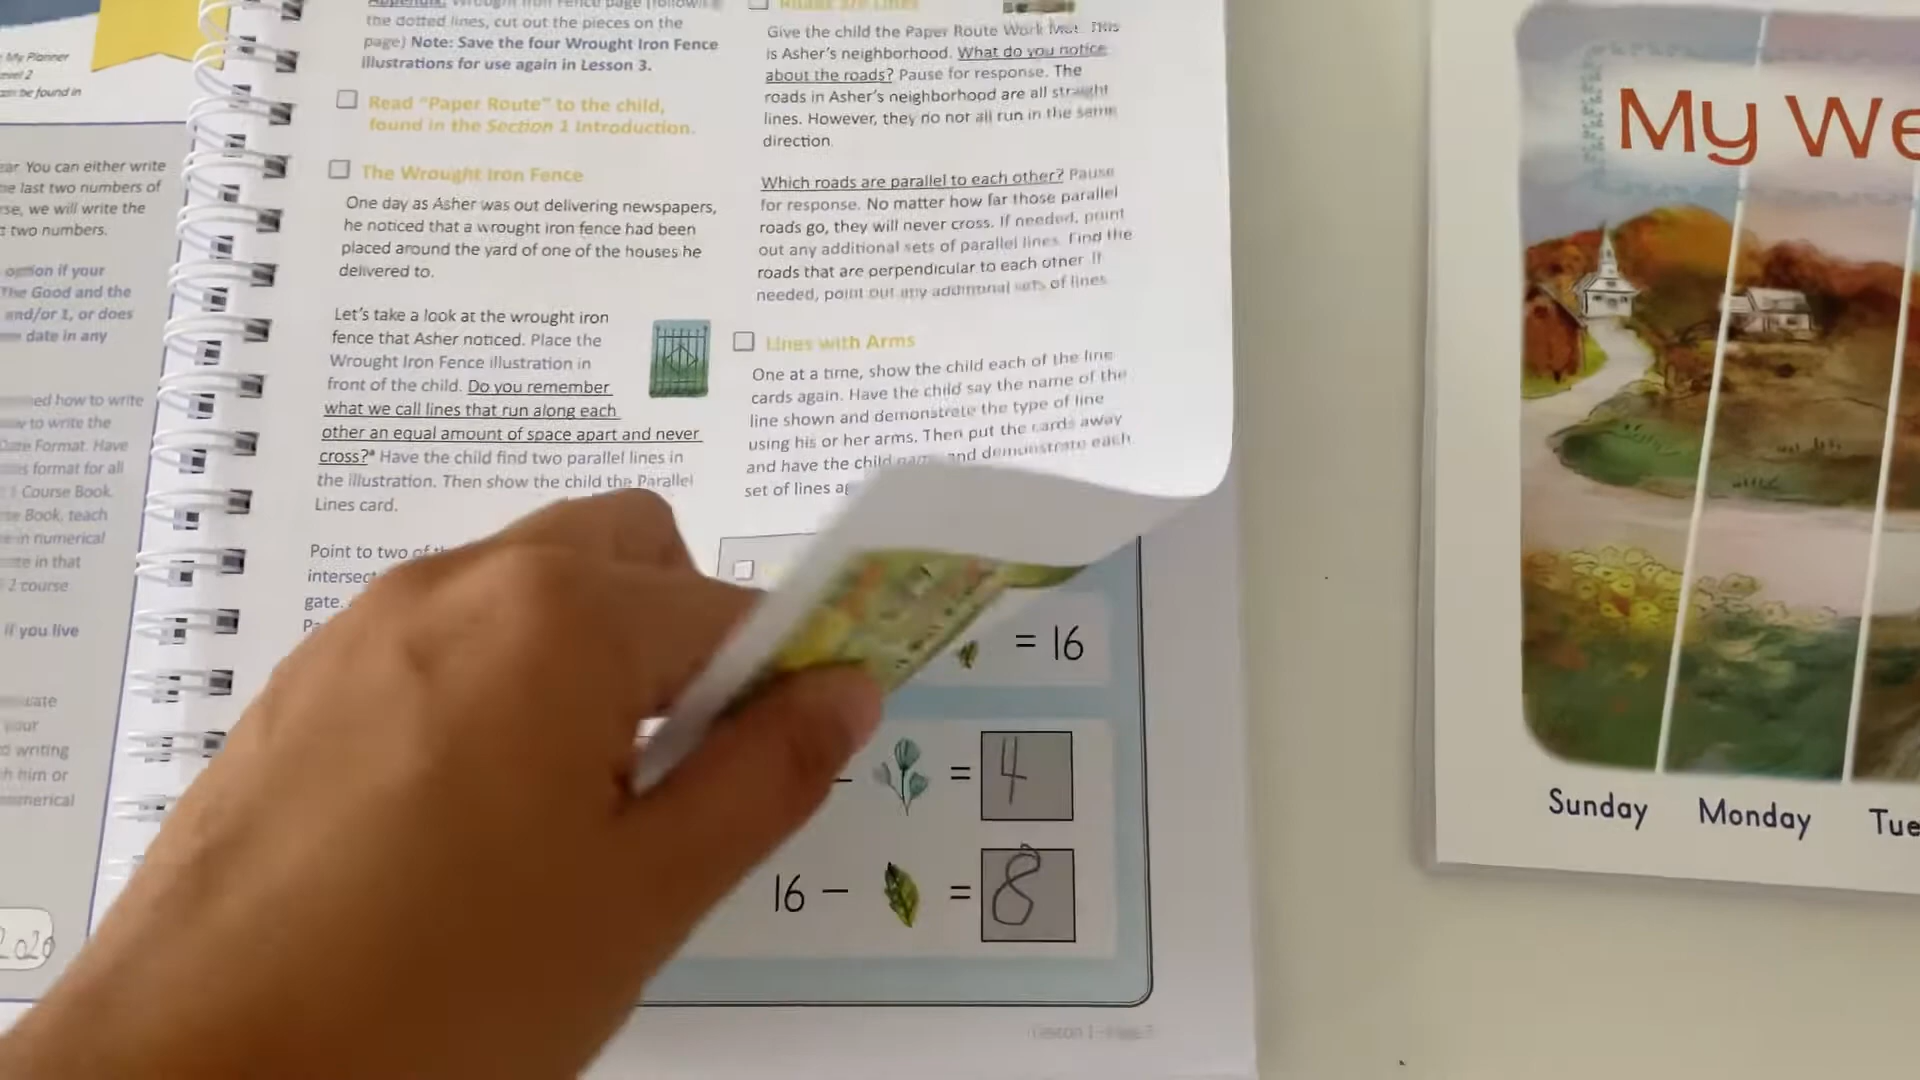 My Planner
Level 2
can be found in
ear. You can either write
he last two numbers of
rse, we will write the
t two numbers.
option if your
The Good and the
and/or 1, or does
date in any
ed how to write
to write the
Date Format. Have
format for all
1 Course Book,
Book, teach
in numerical
in that
2 course
if you live
your
writing
h him or
numerical
2020
the dotted lines, cut out the pieces on the
page) Note: Save the four Wrought Iron Fence
illustrations for use again in Lesson 3.
Read “Paper Route” to the child,
found in the Section 1 Introduction.
The Wrought Iron Fence
One day as Asher was out delivering newspapers,
he noticed that a wrought iron fence had been
placed around the yard of one of the houses he
delivered to.
Let’s take a look at the wrought iron
fence that Asher noticed. Place the
Wrought Iron Fence illustration in
front of the child. Do you remember
what we call lines that run along each
other an equal amount of space apart and never
cross?* Have the child find two parallel lines in
the illustration. Then show the child the Parallel
Lines card.
Point to two of
intersec
gate.
Pa
Roads are Lines
Give the child the Paper Route Work Mat. This
is Asher’s neighborhood. What do you notice
about the roads? Pause for response. The
roads in Asher’s neighborhood are all straight
lines. However, they do not all run in the same
direction.
Which roads are parallel to each other? Pause
for response. No matter how far those parallel
roads go, they will never cross. If needed, point
out any additional sets of parallel lines. Find the
roads that are perpendicular to each other. If
needed, point out any additional sets of lines.
Lines with Arms
One at a time, show the child each of the line
cards again. Have the child say the name of the
line shown and demonstrate the type of line
using his or her arms. Then put the cards away
and have the child name and demonstrate each
set of lines ag
= 16
– = 4
16 – = 8
My We
Sunday Monday Tue